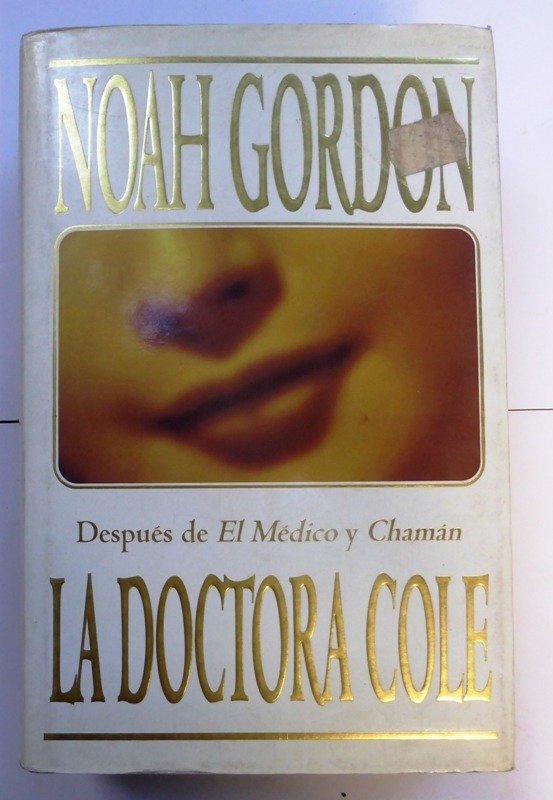 NOAH GORDON
Después de El Médico y Chamán
LA DOCTORA COLE